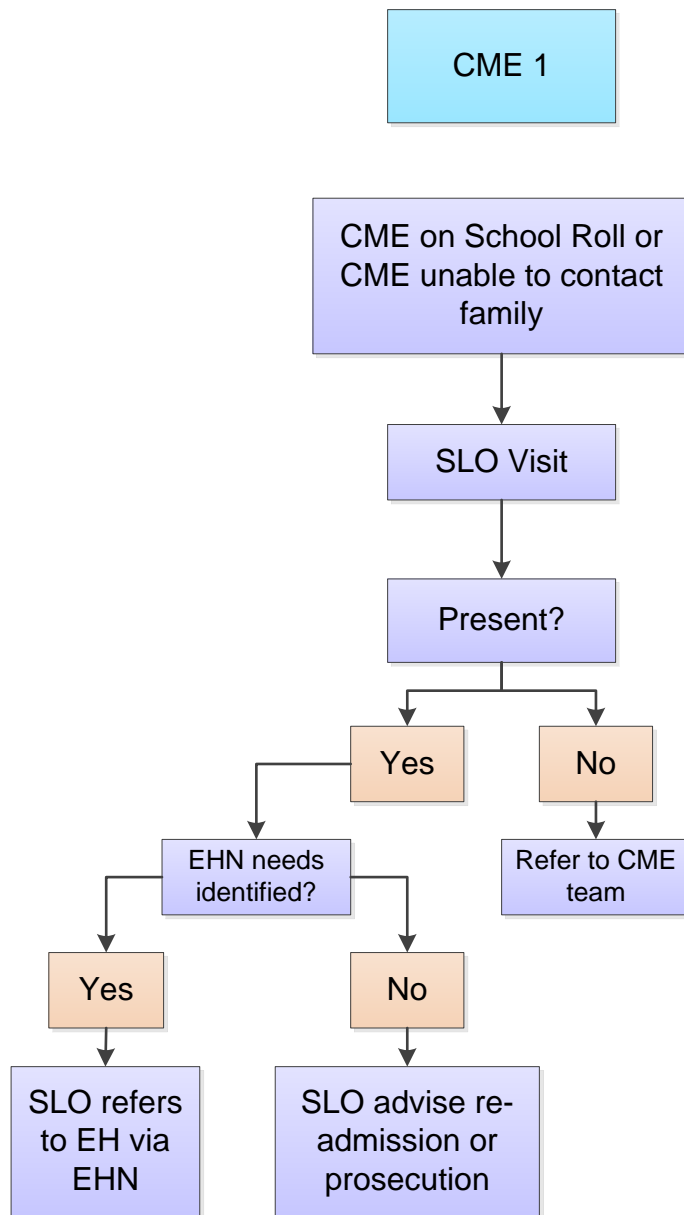 CME 1
CME on School Roll or
CME unable to contact
family
SLO Visit
Present?
Yes
No
EHN needs
identified?
Refer to CME
team
Yes
No
SLO refers
to EH via
EHN
SLO advise re-
admission or
prosecution